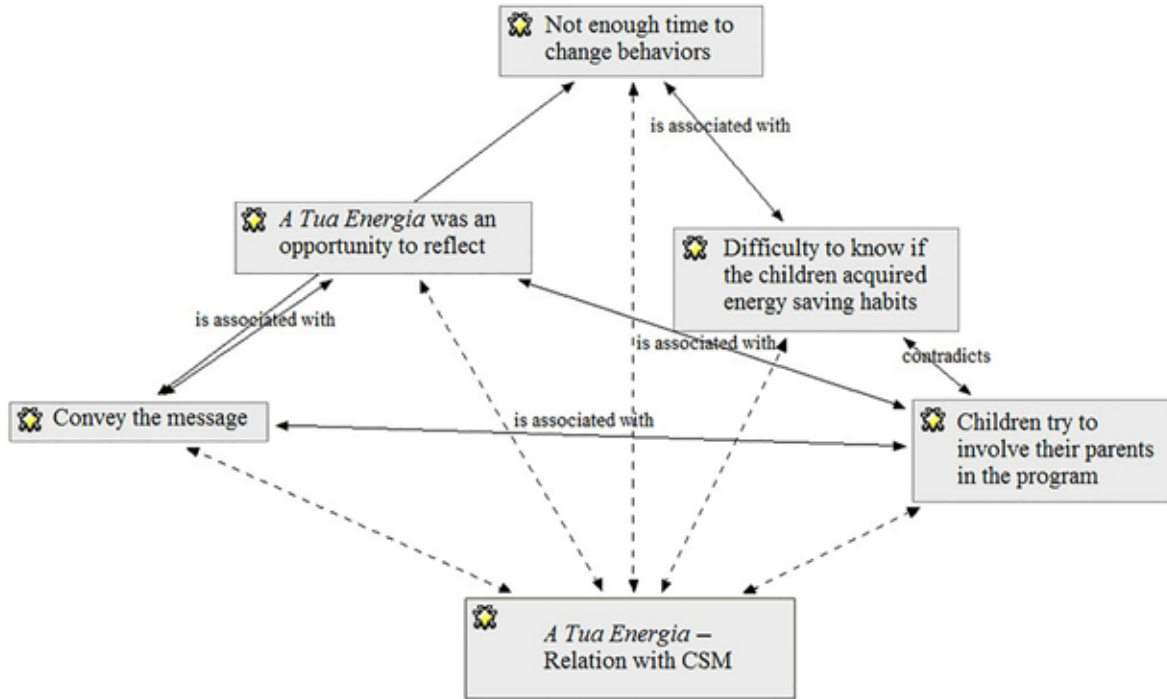 Not enough time to
change behaviors
is associated with
A Tua Energia was an
opportunity to reflect
Difficulty to know if
the children acquired
energy saving habits
is associated with
is associated with
contradicts
Convey the message
is associated with
Children try to
involve their parents
in the program
A Tua Energia –
Relation with CSM